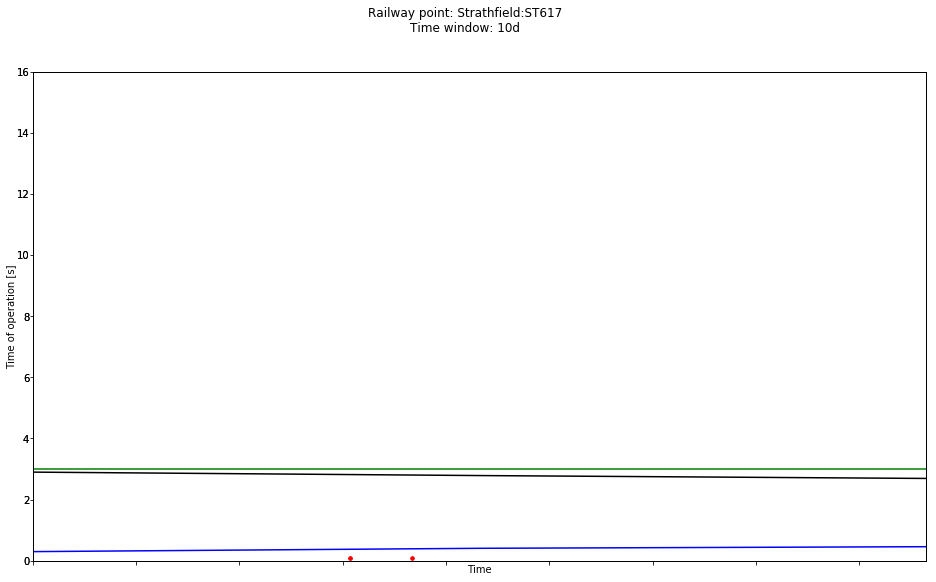 Railway point: Strathfield:ST617
Time window: 10d
16
14
12
10
8
6
4
2
0
Time of operation [s]
Time